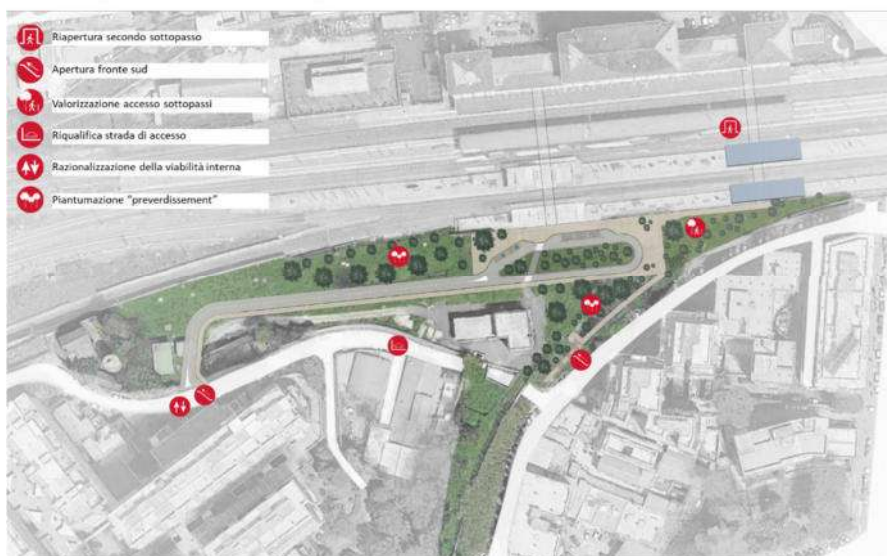 Riapertura secondo sottopasso
Apertura fronte sud
Valorizzazione accesso sottopassi
Riqualifica strada di accesso
Razionalizzazione della viabilità interna
Piantumazione "preverdissement"